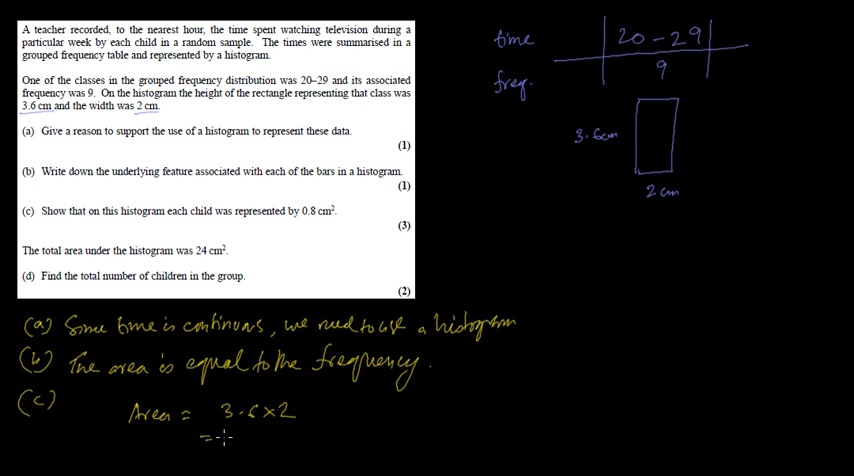 A teacher recorded, to the nearest hour, the time spent watching television during a
particular week by each child in a random sample. The times were summarised in a
grouped frequency table and represented by a histogram.
One of the classes in the grouped frequency distribution was 20–29 and its associated
frequency was 9. On the histogram the height of the rectangle representing that class was
3.6 cm and the width was 2 cm.
(a) Give a reason to support the use of a histogram to represent these data.
(1)
(b) Write down the underlying feature associated with each of the bars in a histogram.
(1)
(c) Show that on this histogram each child was represented by 0.8 cm².
(3)
The total area under the histogram was 24 cm².
(d) Find the total number of children in the group.
(2)
time 20 - 29
freq. 9
3.6cm
2 cm
(a) Since time is continuous, we need to use a histogram
(b) The area is equal to the frequency.
(c) Area = 3.6 × 2
=